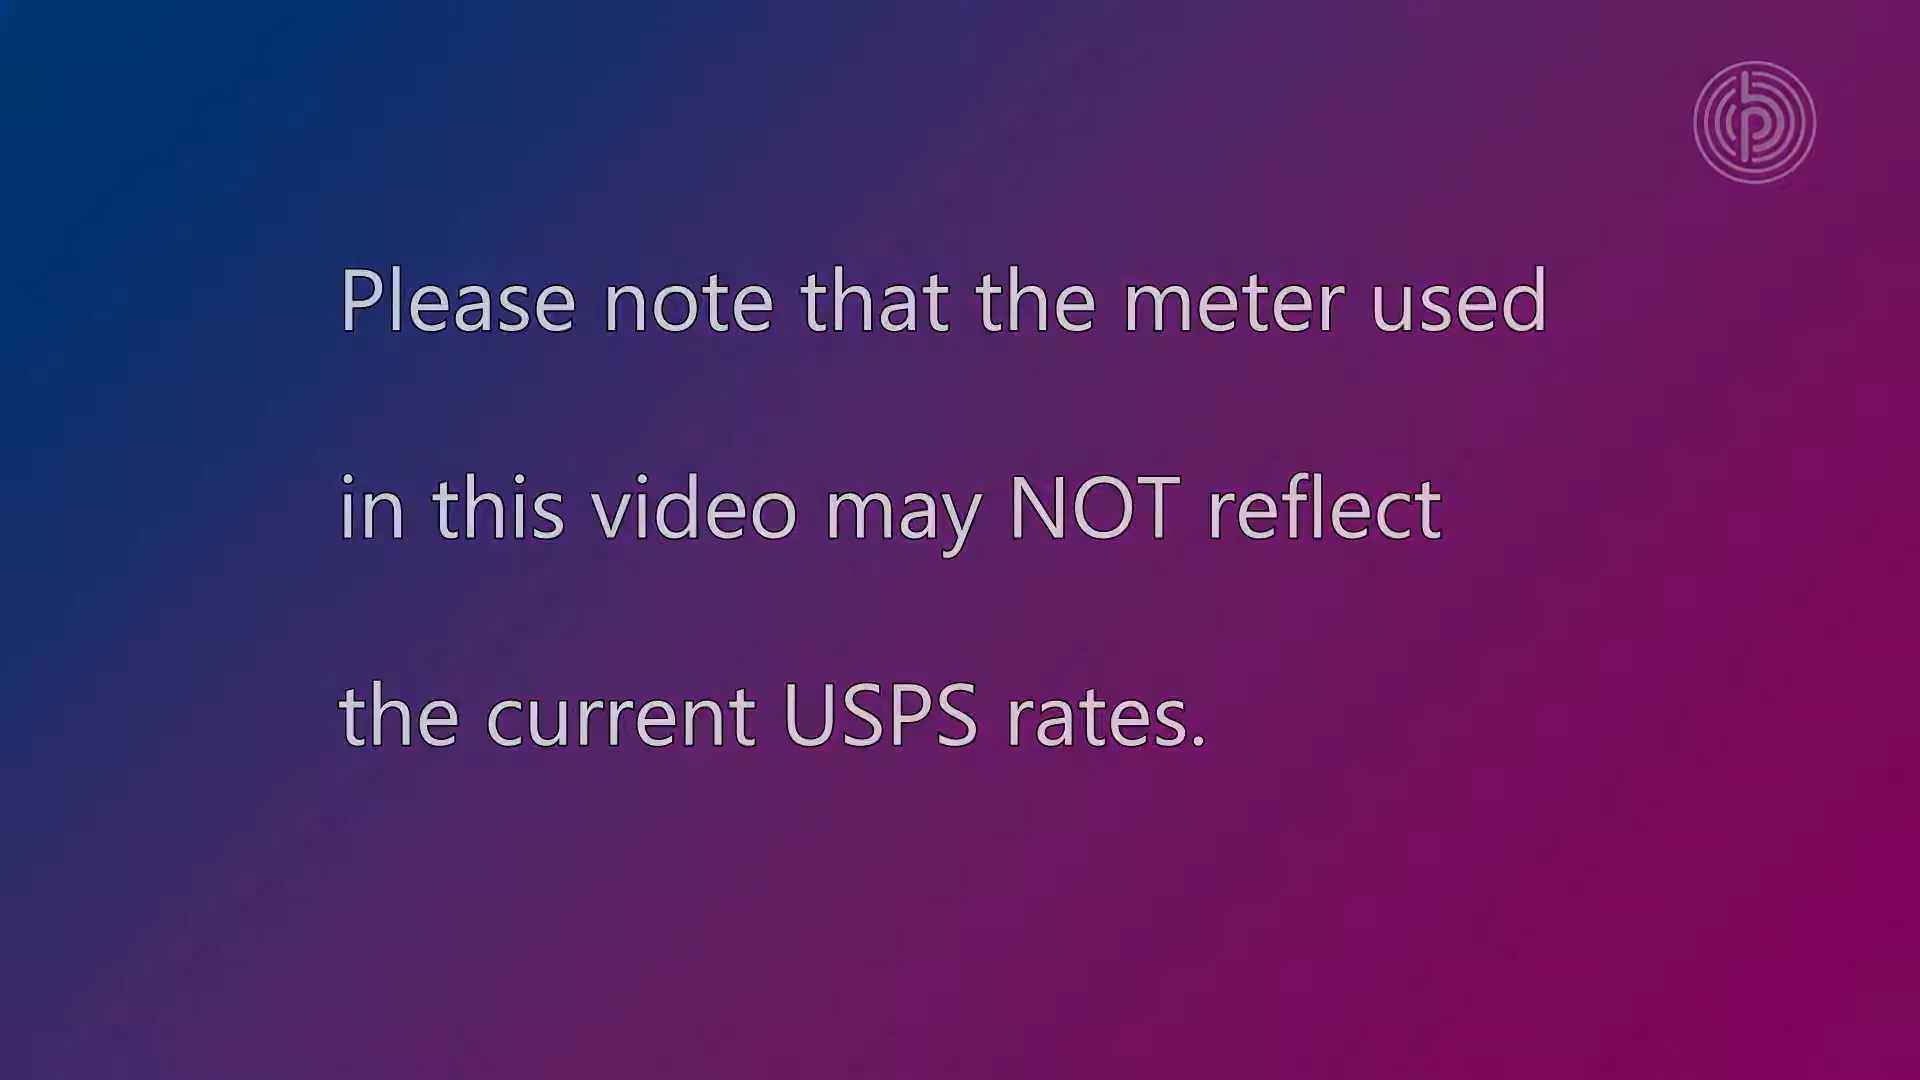 Please note that the meter used
in this video may NOT reflect
the current USPS rates.